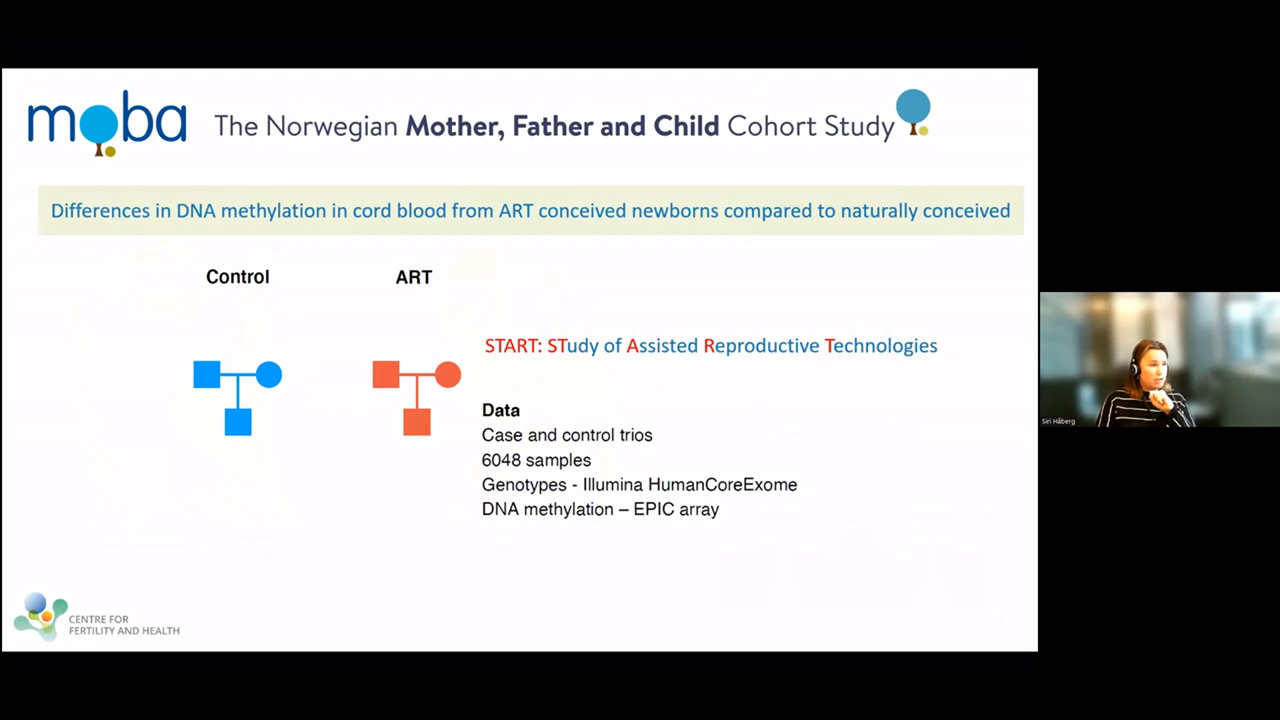 moba
The Norwegian Mother, Father and Child Cohort Study
Differences in DNA methylation in cord blood from ART conceived newborns compared to naturally conceived
Control
ART
START: STudy of Assisted Reproductive Technologies
Data
Case and control trios
6048 samples
Genotypes - Illumina HumanCoreExome
DNA methylation – EPIC array
Siri Håberg
CENTRE FOR
FERTILITY AND HEALTH